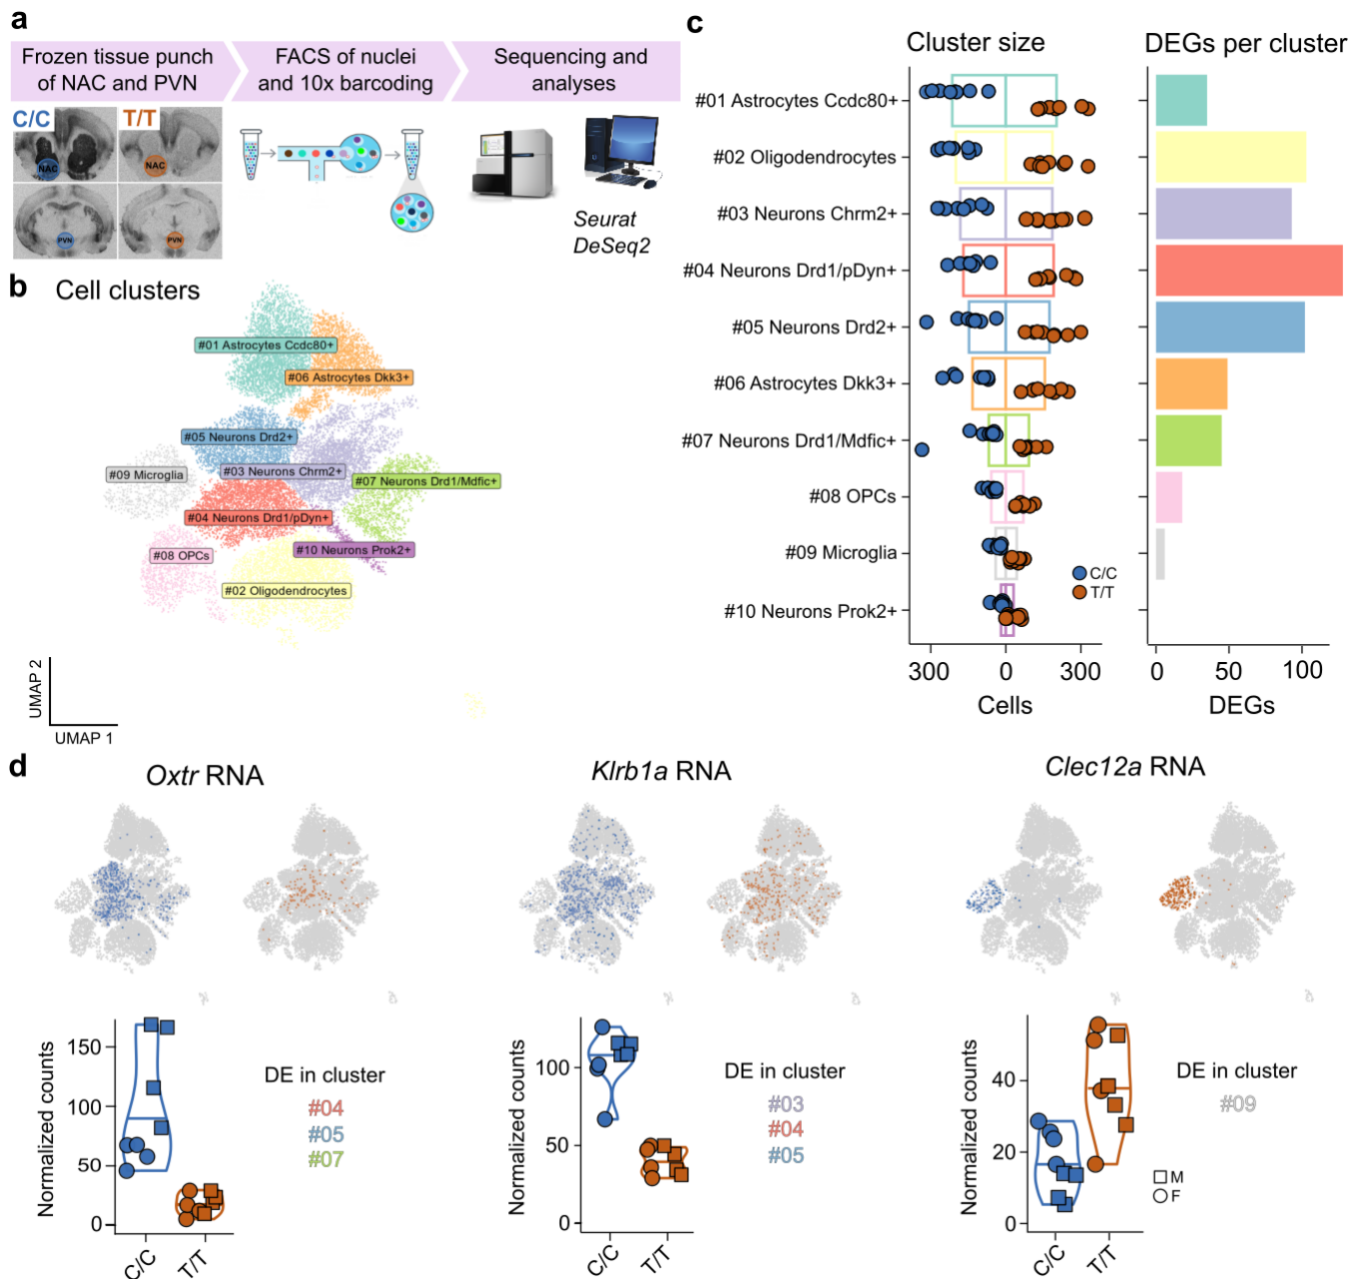 a
Frozen tissue punch
of NAC and PVN
FACS of nuclei
and 10x barcoding
Sequencing and
analyses
C/C
T/T
NAC
NAC
PVN
PVN
Seurat
DeSeq2
b
Cell clusters
#01 Astrocytes Ccdc80+
#06 Astrocytes Dkk3+
#05 Neurons Drd2+
#03 Neurons Chrm2+
#09 Microglia
#07 Neurons Drd1/Mdfic+
#04 Neurons Drd1/pDyn+
#10 Neurons Prok2+
#08 OPCs
#02 Oligodendrocytes
UMAP 2
UMAP 1
c
Cluster size
DEGs per cluster
#01 Astrocytes Ccdc80+
#02 Oligodendrocytes
#03 Neurons Chrm2+
#04 Neurons Drd1/pDyn+
#05 Neurons Drd2+
#06 Astrocytes Dkk3+
#07 Neurons Drd1/Mdfic+
#08 OPCs
#09 Microglia
#10 Neurons Prok2+
C/C
T/T
300 0 300
Cells
0 50 100
DEGs
d
Oxtr RNA
Normalized counts
150
100
50
0
C/C T/T
DE in cluster
#04
#05
#07
Klrb1a RNA
Normalized counts
100
50
0
C/C T/T
DE in cluster
#03
#04
#05
Clec12a RNA
Normalized counts
40
20
0
C/C T/T
DE in cluster
#09
M
F